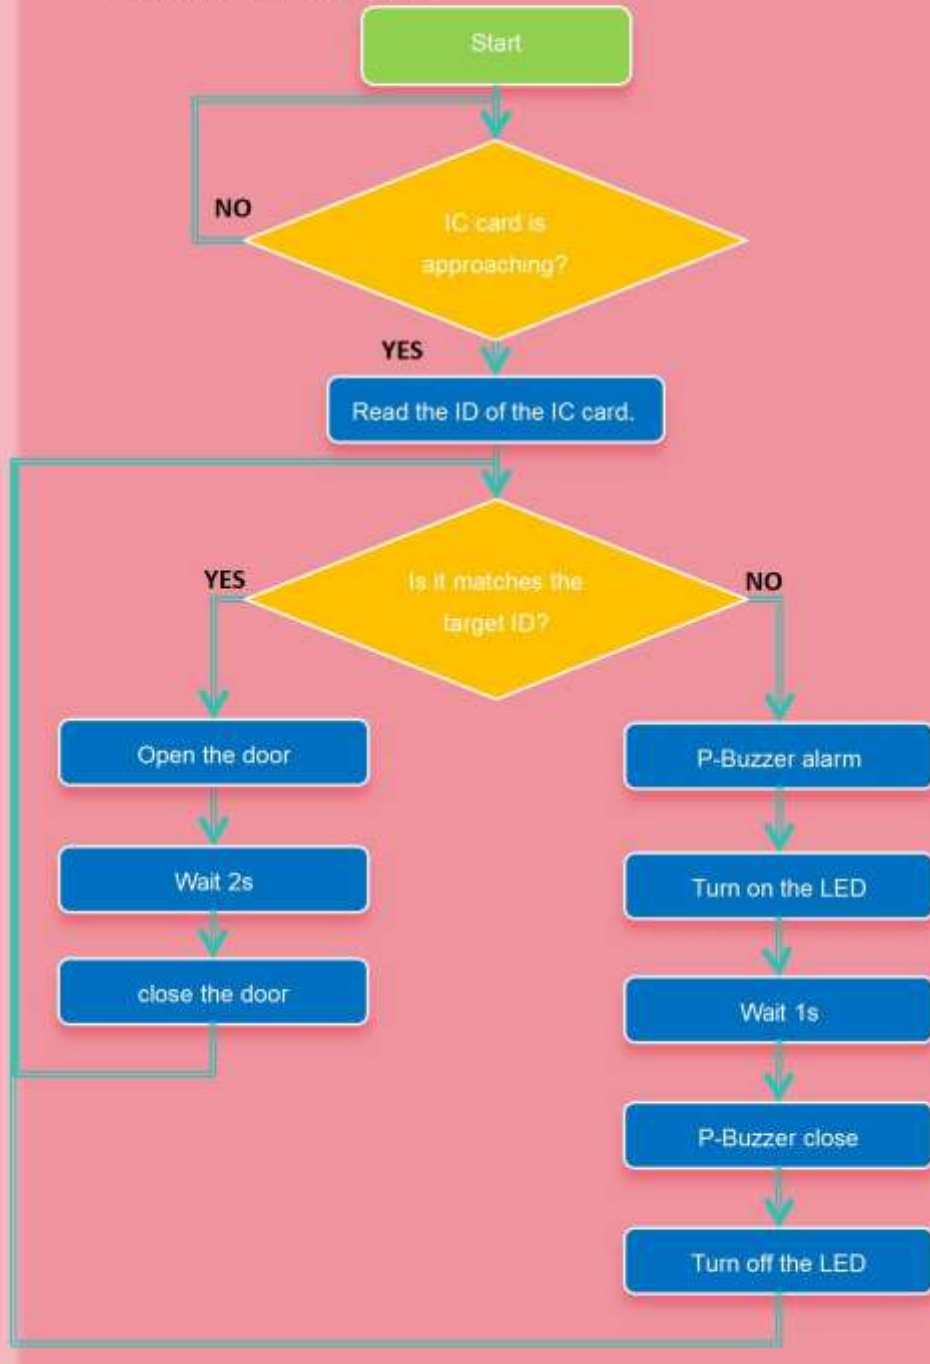 Start
NO
IC card is
approaching?
YES
Read the ID of the IC card.
YES
Is it matches the
target ID?
NO
Open the door
P-Buzzer alarm
Wait 2s
Turn on the LED
close the door
Wait 1s
P-Buzzer close
Turn off the LED